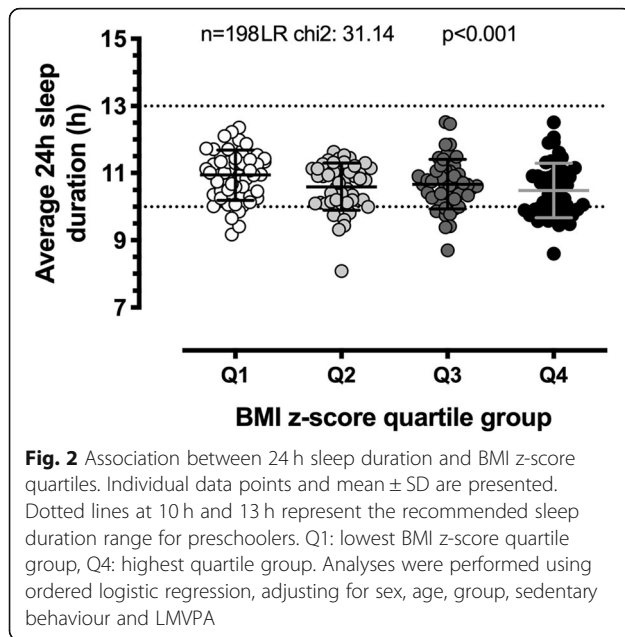 n=198LR chi2: 31.14 p<0.001
15
13
11
9
7
Average 24h sleep
duration (h)
Q1 Q2 Q3 Q4
BMI z-score quartile group
Fig. 2 Association between 24 h sleep duration and BMI z-score
quartiles. Individual data points and mean ± SD are presented.
Dotted lines at 10 h and 13 h represent the recommended sleep
duration range for preschoolers. Q1: lowest BMI z-score quartile
group, Q4: highest quartile group. Analyses were performed using
ordered logistic regression, adjusting for sex, age, group, sedentary
behaviour and LMVPA